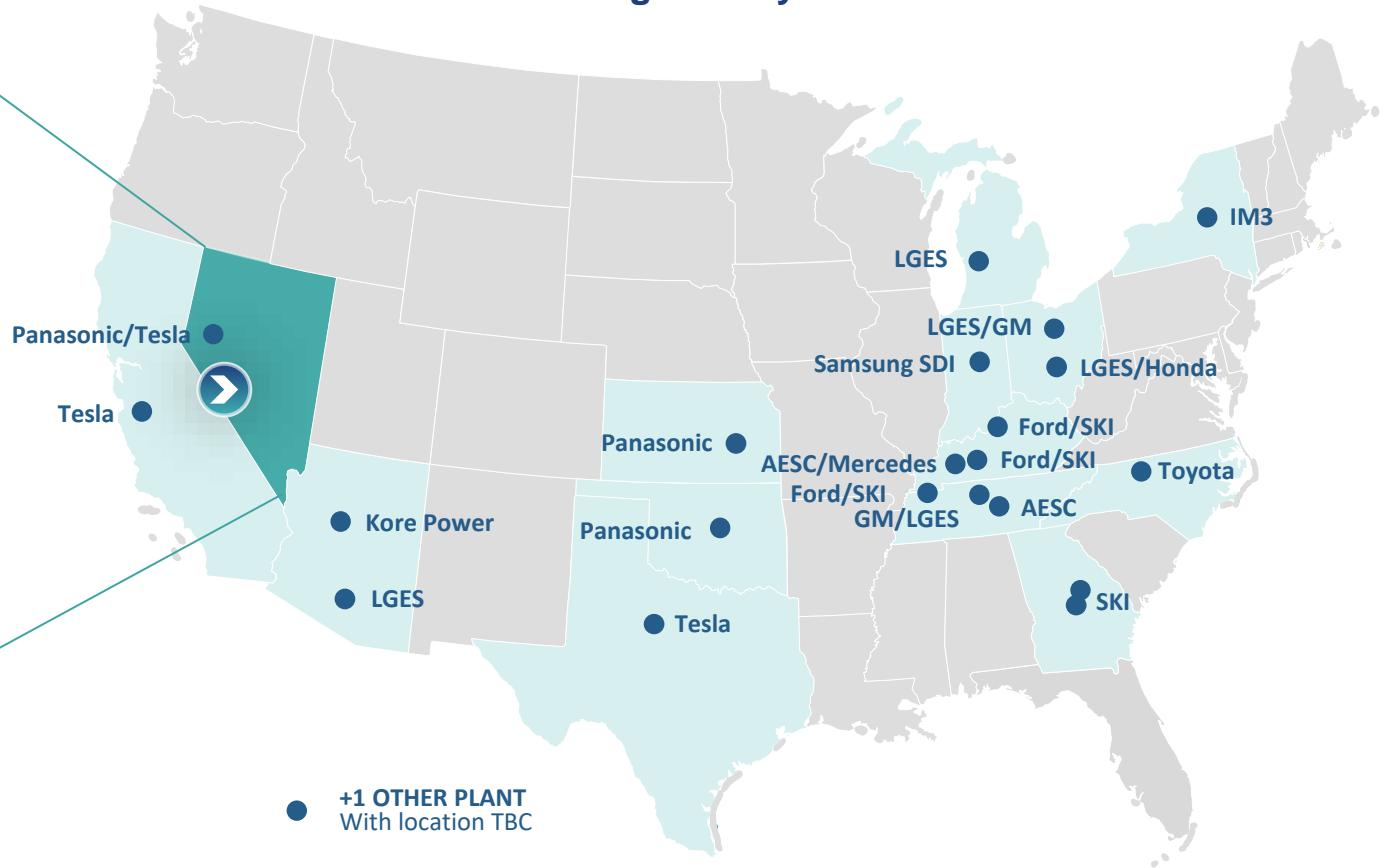 IM3
LGES
LGES/GM
Panasonic/Tesla
Samsung SDI
LGES/Honda
Tesla
Ford/SKI
Panasonic
AESC/Mercedes
Ford/SKI
Toyota
Ford/SKI
GM/LGES
AESC
Kore Power
Panasonic
LGES
SKI
Tesla
+1 OTHER PLANT
With location TBC